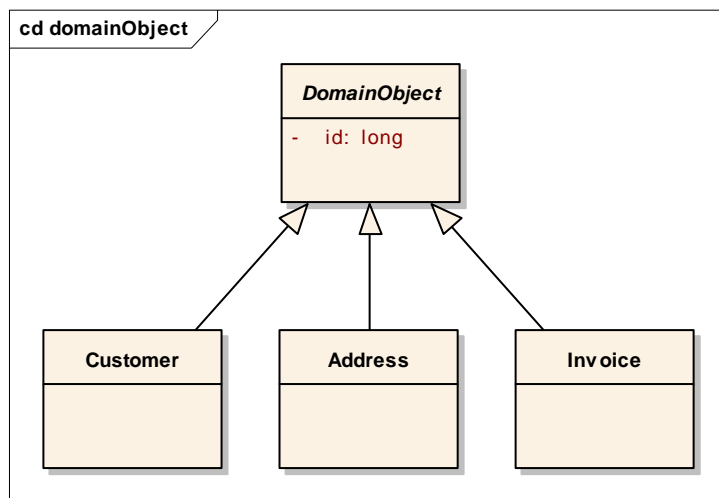 cd domainObject
DomainObject
- id: long
Customer
Address
Invoice